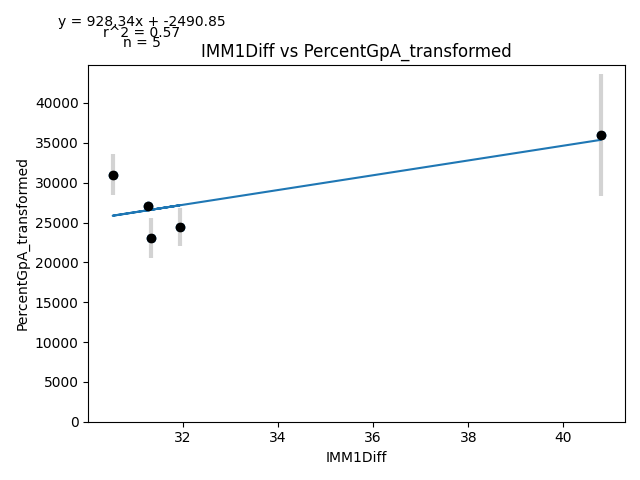 y = 928.34x + -2490.85
r^2 = 0.57
n = 5
IMM1Diff vs PercentGpA_transformed
PercentGpA_transformed
40000
35000
30000
25000
20000
15000
10000
5000
0
32
34
36
38
40
IMM1Diff